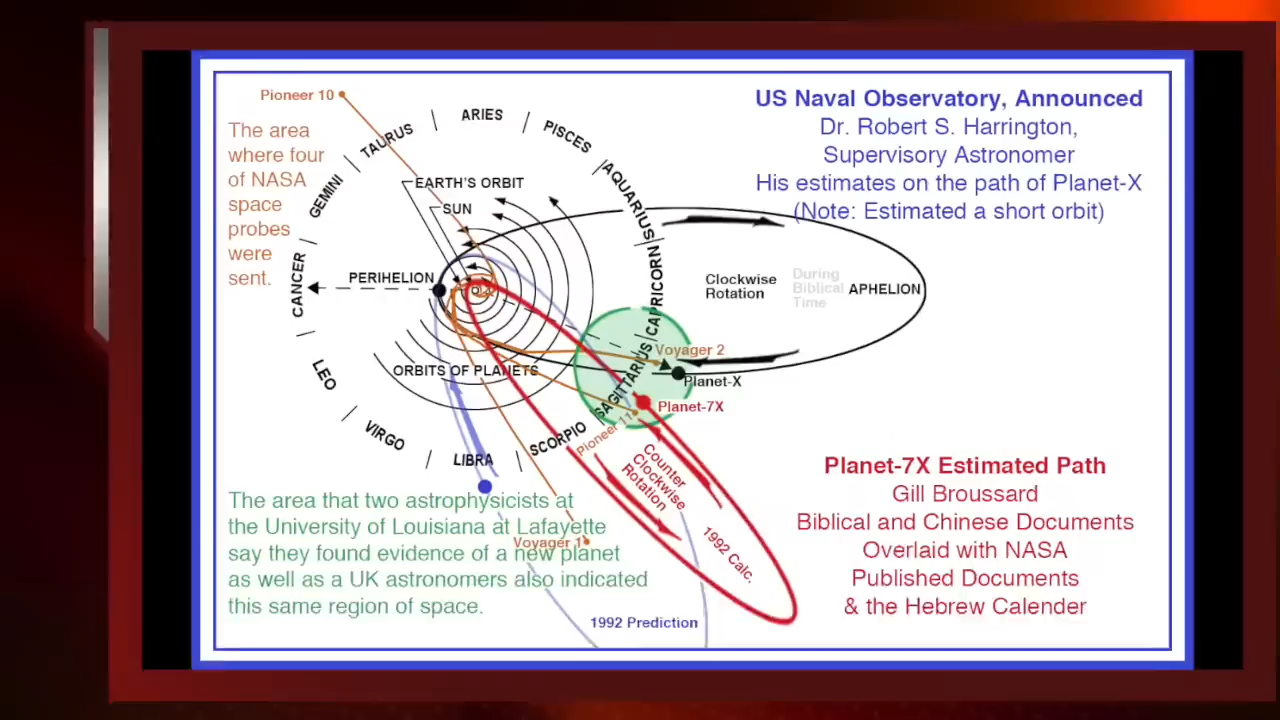 US Naval Observatory, Announced
Dr. Robert S. Harrington,
Supervisory Astronomer
His estimates on the path of Planet-X
(Note: Estimated a short orbit)
Pioneer 10
The area
where four
of NASA
space
probes
were
sent.
ARIES
PISCES
AQUARIUS
CAPRICORN
SAGITTARIUS
SCORPIO
LIBRA
VIRGO
LEO
CANCER
GEMINI
TAURUS
EARTH'S ORBIT
SUN
PERIHELION
ORBITS OF PLANETS
Clockwise
Rotation
During
Biblical
Time
APHELION
Voyager 2
Planet-X
Planet-7X
Pioneer 11
Counter
Clockwise
Rotation
1992 Calc.
Voyager 1
1992 Prediction
The area that two astrophysicists at
the University of Louisiana at Lafayette
say they found evidence of a new planet
as well as a UK astronomers also indicated
this same region of space.
Planet-7X Estimated Path
Gill Broussard
Biblical and Chinese Documents
Overlaid with NASA
Published Documents
& the Hebrew Calender